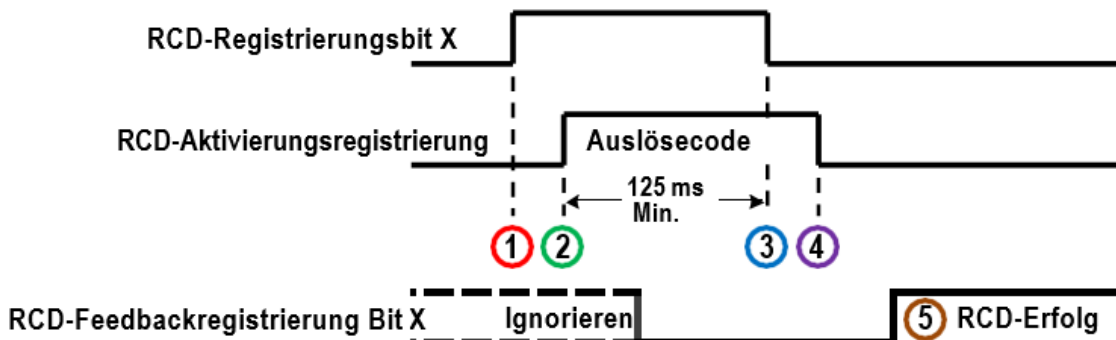 RCD-Registrierungsbit X
RCD-Aktivierungsregistrierung
Auslösecode
125 ms
Min.
1 2 3 4
RCD-Feedbackregistrierung Bit X
Ignorieren
5 RCD-Erfolg